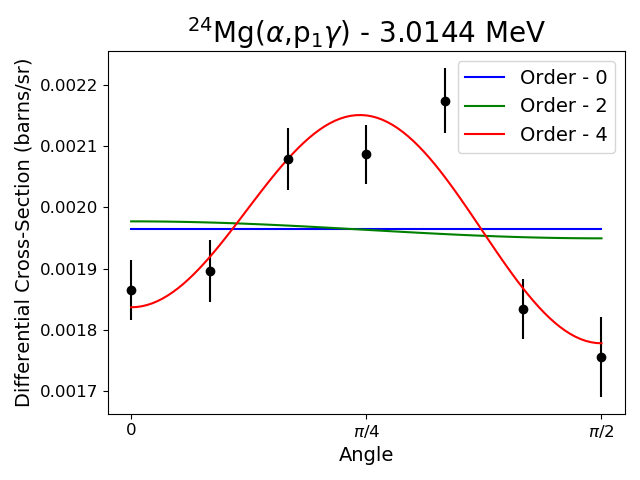 ²⁴Mg(α,p₁γ) - 3.0144 MeV
Differential Cross-Section (barns/sr)
0.0022
0.0021
0.0020
0.0019
0.0018
0.0017
Order - 0
Order - 2
Order - 4
0
π/4
π/2
Angle